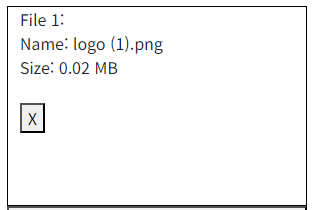 File 1:
Name: logo (1).png
Size: 0.02 MB
X